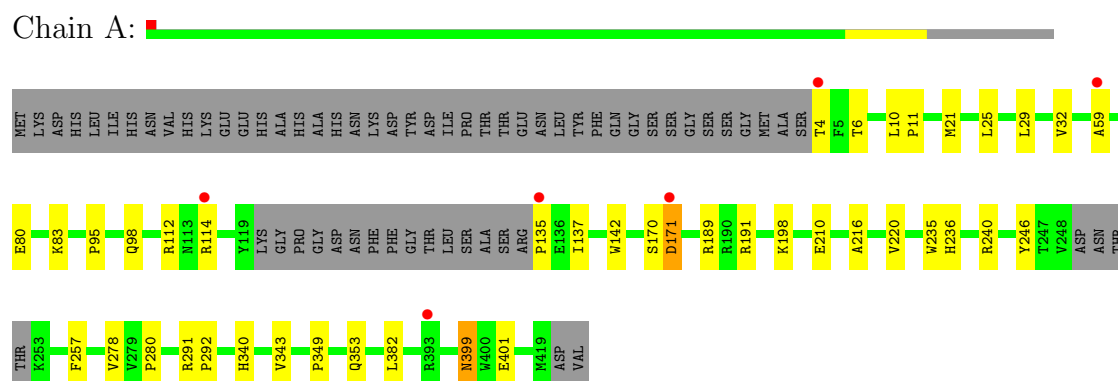 Chain A:
MET LYS ASP HIS LEU ILE HIS ASN VAL HIS LYS GLU GLU HIS ALA HIS ALA HIS ASN LYS ASP TYR ASP ILE PRO THR THR GLU ASN LEU TYR PHE GLN GLY SER SER GLY SER SER GLY MET ALA SER T4 F5 T6 L10 P11 M21 L25 L29 V32 A59
E80 K83 P95 Q98 R112 N113 R114 Y119 LYS GLY PRO GLY ASP ASN PHE PHE GLY THR LEU SER ALA SER ARG P135 E136 I137 W142 S170 D171 R189 R190 R191 K198 E210 A216 V220 W235 H236 R240 Y246 T247 V248 ASP ASN TRP
THR K253 F257 V278 V279 P280 R291 P292 H340 V343 P349 Q353 L382 R393 N399 W400 E401 M419 ASP VAL